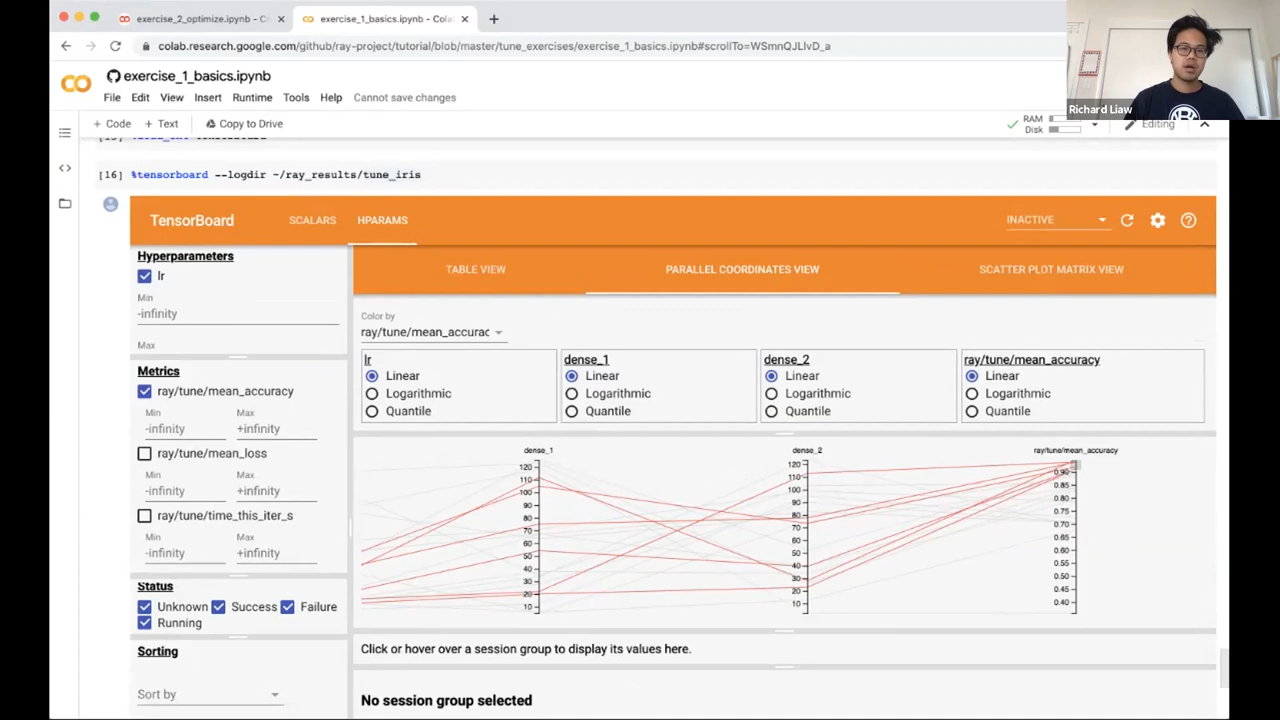 exercise_2_optimize.ipynb - Co
exercise_1_basics.ipynb - Cola
colab.research.google.com/github/ray-project/tutorial/blob/master/tune_exercises/exercise_1_basics.ipynb#scrollTo=WSmnQJLlvD_a
exercise_1_basics.ipynb
File Edit View Insert Runtime Tools Help Cannot save changes
+ Code + Text Copy to Drive
RAM
Disk
Editing
Richard Liaw
[16] %tensorboard --logdir ~/ray_results/tune_iris
TensorBoard SCALARS HPARAMS INACTIVE
Hyperparameters
lr
Min
-infinity
Max
Metrics
ray/tune/mean_accuracy
Min Max
-infinity +infinity
ray/tune/mean_loss
Min Max
-infinity +infinity
ray/tune/time_this_iter_s
Min Max
-infinity +infinity
Status
Unknown Success Failure
Running
Sorting
Sort by
TABLE VIEW PARALLEL COORDINATES VIEW SCATTER PLOT MATRIX VIEW
Color by
ray/tune/mean_accurac
lr
Linear
Logarithmic
Quantile
dense_1
Linear
Logarithmic
Quantile
dense_2
Linear
Logarithmic
Quantile
ray/tune/mean_accuracy
Linear
Logarithmic
Quantile
dense_1
120
110
100
90
80
70
60
50
40
30
20
10
dense_2
120
110
100
90
80
70
60
50
40
30
20
10
ray/tune/mean_accuracy
0.90
0.85
0.80
0.75
0.70
0.65
0.60
0.55
0.50
0.45
0.40
Click or hover over a session group to display its values here.
No session group selected